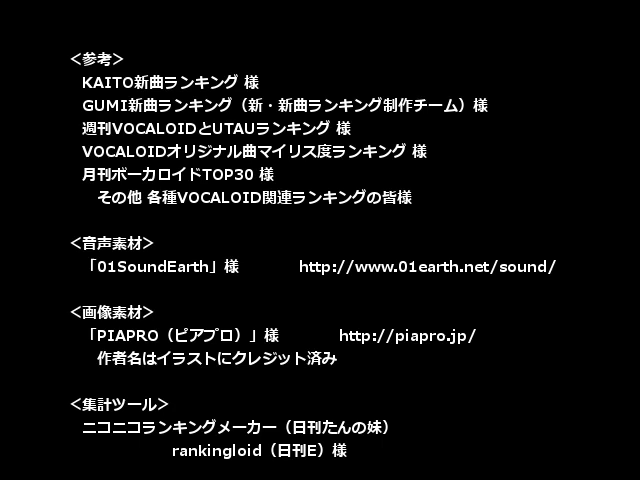 ＜参考＞
KAITO新曲ランキング 様
GUMI新曲ランキング（新・新曲ランキング制作チーム）様
週刊VOCALOIDとUTAUランキング 様
VOCALOIDオリジナル曲マイリス度ランキング 様
月刊ボーカロイドTOP30 様
その他 各種VOCALOID関連ランキングの皆様
＜音声素材＞
「01SoundEarth」様 http://www.01earth.net/sound/
＜画像素材＞
「PIAPRO（ピアプロ）」様 http://piapro.jp/
作者名はイラストにクレジット済み
＜集計ツール＞
ニコニコランキングメーカー（日刊たんの妹）
rankingloid（日刊E）様